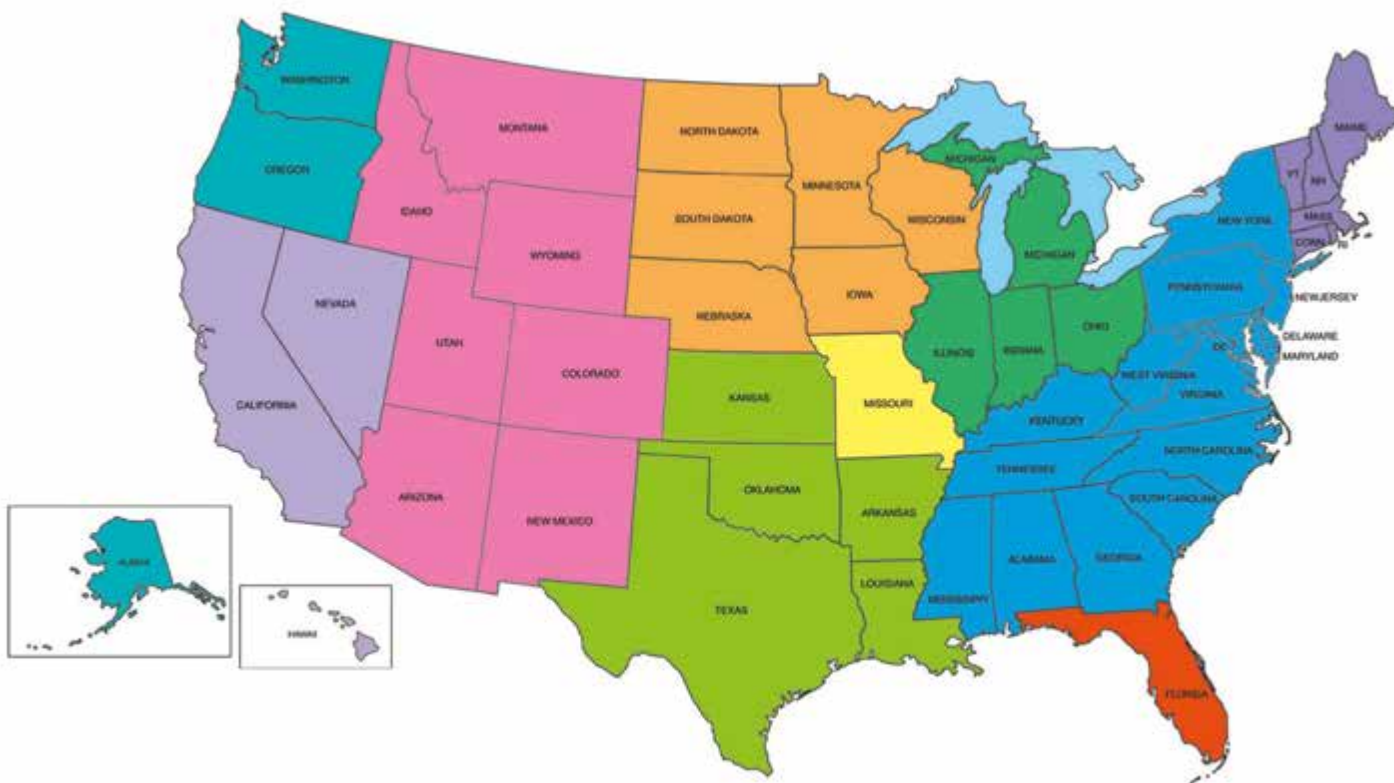 WASHINGTON
MONTANA
NORTH DAKOTA
MINNESOTA
MICHIGAN
MAINE
VT
NH
OREGON
IDAHO
SOUTH DAKOTA
WISCONSIN
NEW YORK
MASS
CONN
RI
WYOMING
MICHIGAN
NEVADA
IOWA
PENNSYLVANIA
NEWJERSEY
NEBRASKA
UTAH
COLORADO
ILLINOIS
INDIANA
OHIO
DELAWARE
DC
MARYLAND
WEST VIRGINIA
CALIFORNIA
KANSAS
MISSOURI
KENTUCKY
VIRGINIA
ARIZONA
NEW MEXICO
OKLAHOMA
ARKANSAS
TENNESSEE
NORTH CAROLINA
SOUTH CAROLINA
ALASKA
HAWAII
TEXAS
LOUISIANA
MISSISSIPPY
ALABAMA
GEORGIA
FLORIDA